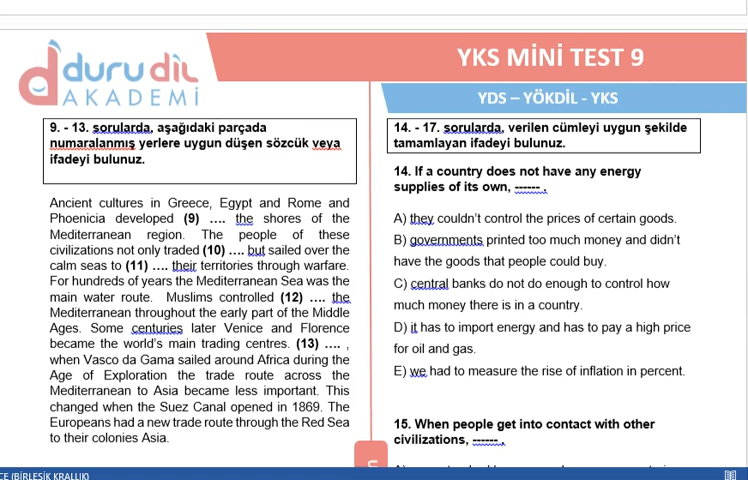 duru dil
AKADEMİ
YKS MİNİ TEST 9
YDS – YÖKDİL - YKS
9. - 13. sorularda, aşağıdaki parçada
numaralanmış yerlere uygun düşen sözcük veya
ifadeyi bulunuz.
Ancient cultures in Greece, Egypt and Rome and
Phoenicia developed (9) .... the shores of the
Mediterranean region. The people of these
civilizations not only traded (10) .... but sailed over the
calm seas to (11) .... their territories through warfare.
For hundreds of years the Mediterranean Sea was the
main water route. Muslims controlled (12) .... the
Mediterranean throughout the early part of the Middle
Ages. Some centuries later Venice and Florence
became the world's main trading centres. (13) .... ,
when Vasco da Gama sailed around Africa during the
Age of Exploration the trade route across the
Mediterranean to Asia became less important. This
changed when the Suez Canal opened in 1869. The
Europeans had a new trade route through the Red Sea
to their colonies Asia.
14. - 17. sorularda, verilen cümleyi uygun şekilde
tamamlayan ifadeyi bulunuz.
14. If a country does not have any energy
supplies of its own, ------ .
A) they couldn't control the prices of certain goods.
B) governments printed too much money and didn't
have the goods that people could buy.
C) central banks do not do enough to control how
much money there is in a country.
D) it has to import energy and has to pay a high price
for oil and gas.
E) we had to measure the rise of inflation in percent.
15. When people get into contact with other
civilizations, ------ .
CE (BİRLEŞİK KRALLIK)